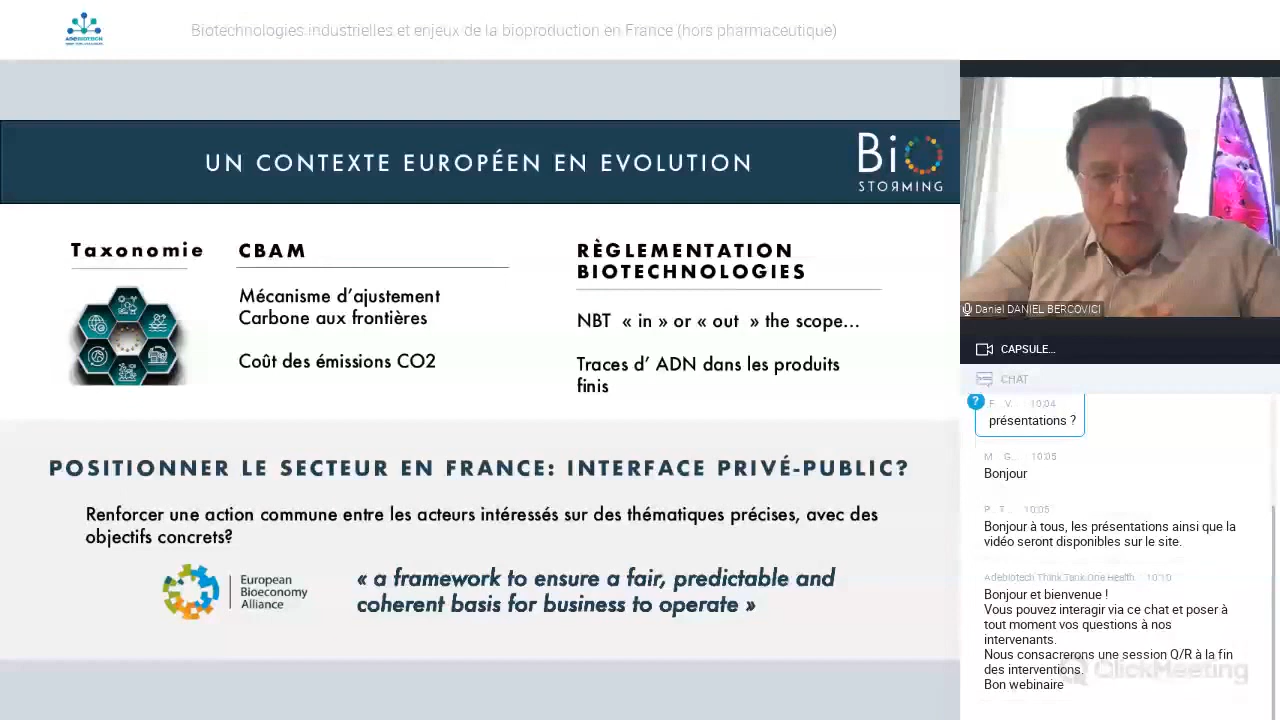 Biotechnologies industrielles et enjeux de la bioproduction en France (hors pharmaceutique)
UN CONTEXTE EUROPÉEN EN EVOLUTION
BiO
STORMING
Taxonomie
CBAM
Mécanisme d’ajustement
Carbone aux frontières
Coût des émissions CO2
RÈGLEMENTATION
BIOTECHNOLOGIES
NBT « in » or « out » the scope...
Traces d’ ADN dans les produits
finis
POSITIONNER LE SECTEUR EN FRANCE: INTERFACE PRIVÉ-PUBLIC?
Renforcer une action commune entre les acteurs intéressés sur des thématiques précises, avec des
objectifs concrets?
European
Bioeconomy
Alliance
« a framework to ensure a fair, predictable and
coherent basis for business to operate »
Daniel DANIEL BERCOVICI
CAPSULE...
CHAT
?
F... V... 10:04
présentations ?
M... G... 10:05
Bonjour
P... T... 10:05
Bonjour à tous, les présentations ainsi que la
vidéo seront disponibles sur le site.
Adebiotech Think Tank One Health 10:10
Bonjour et bienvenue !
Vous pouvez interagir via ce chat et poser à
tout moment vos questions à nos
intervenants.
Nous consacrerons une session Q/R à la fin
des interventions.
Bon webinaire
ClickMeeting